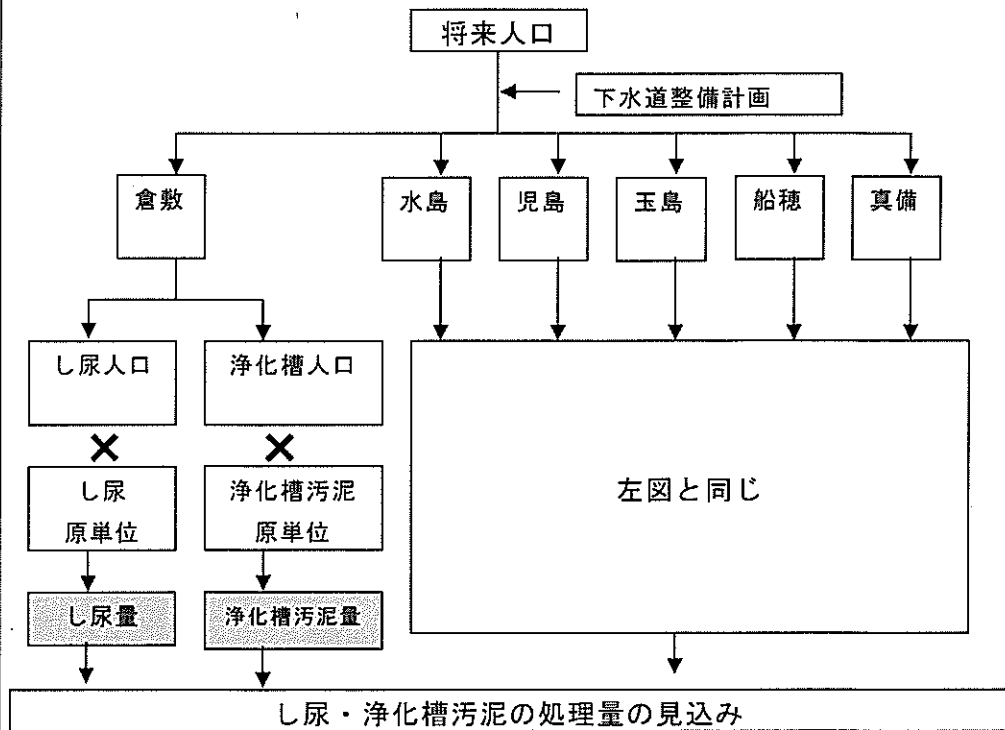 将来人口
下水道整備計画
倉敷
水島
児島
玉島
船穂
真備
し尿人口
浄化槽人口
×
×
し尿
原単位
浄化槽汚泥
原単位
し尿量
浄化槽汚泥量
左図と同じ
し尿・浄化槽汚泥の処理量の見込み